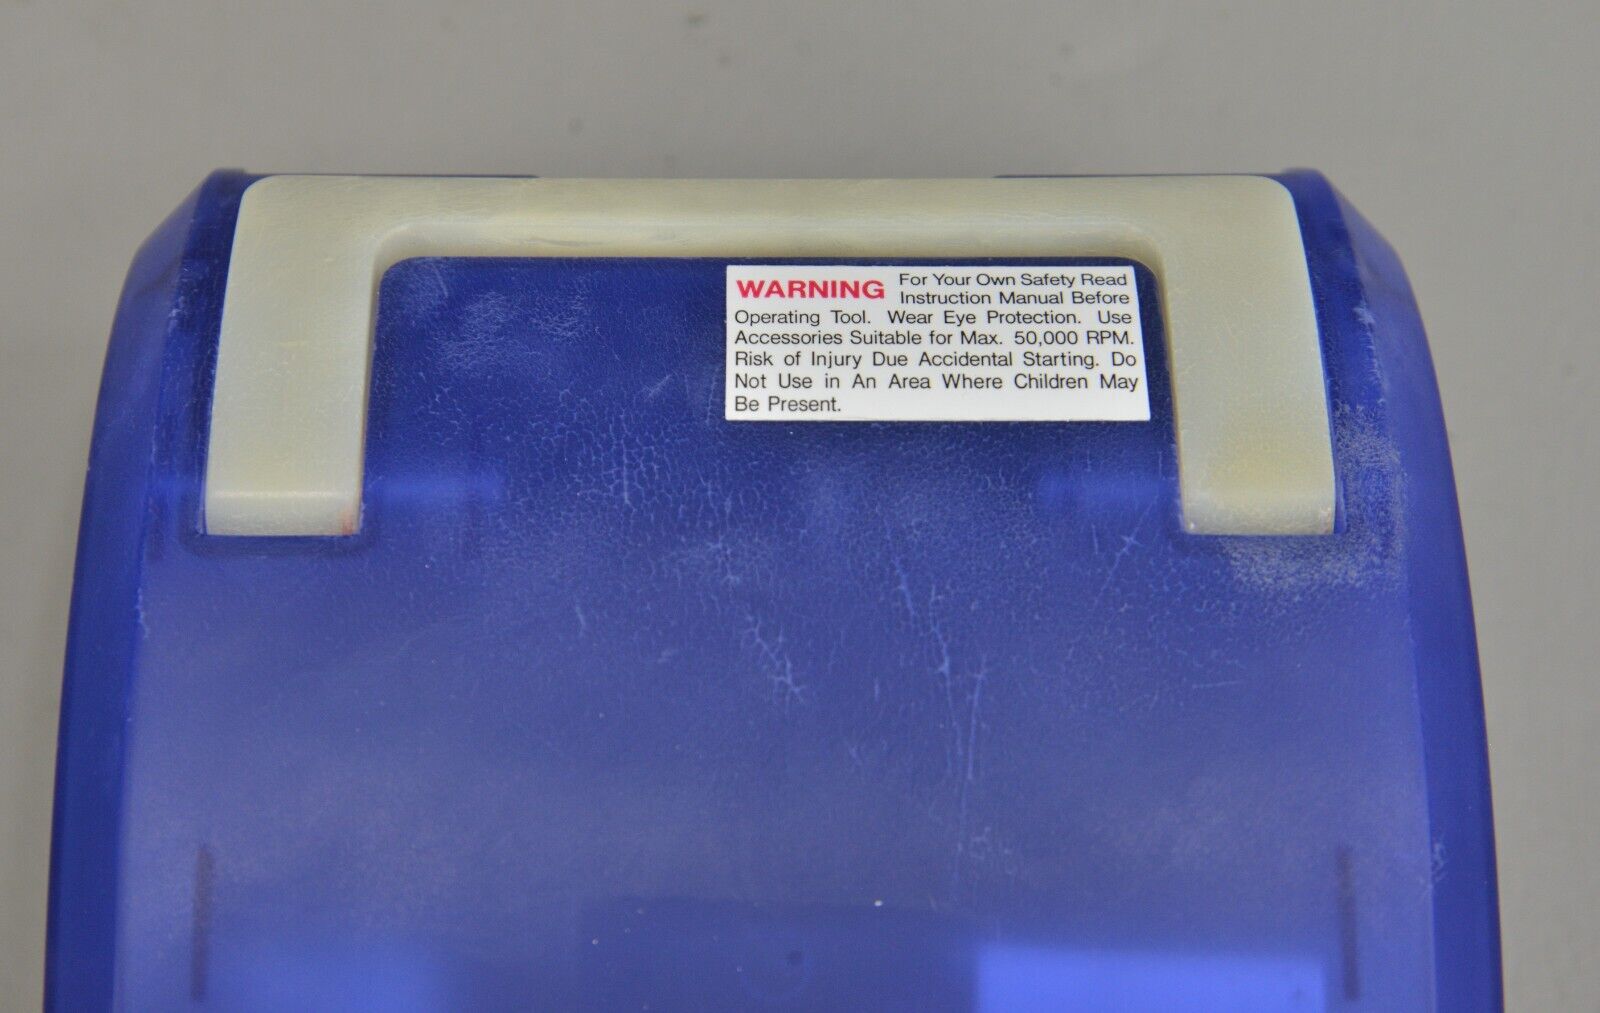 WARNING For Your Own Safety Read
Instruction Manual Before
Operating Tool. Wear Eye Protection. Use
Accessories Suitable for Max. 50,000 RPM.
Risk of Injury Due Accidental Starting. Do
Not Use in An Area Where Children May
Be Present.